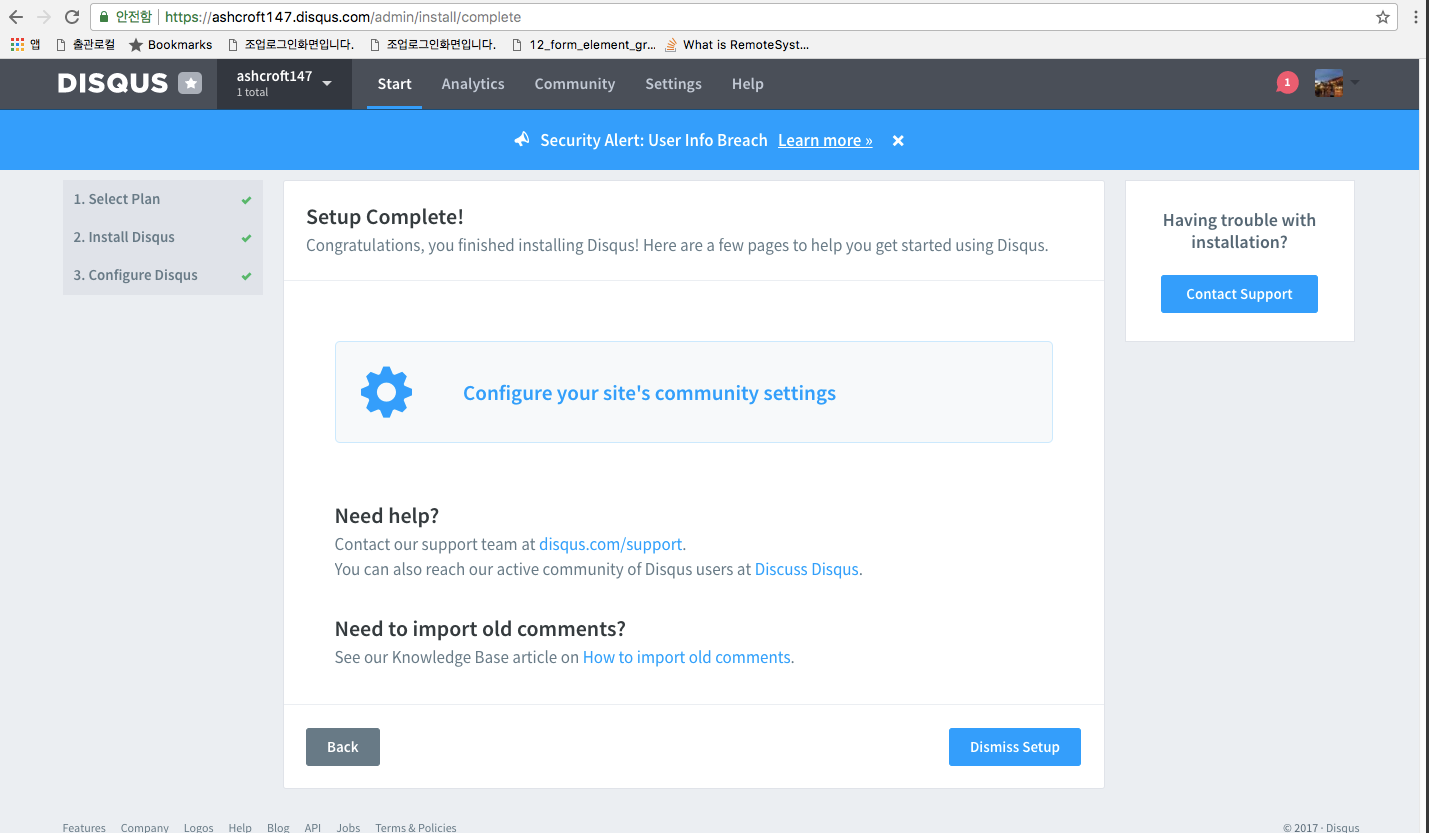 안전함 https://ashcroft147.disqus.com/admin/install/complete
앱 출관로컬 Bookmarks 조업로그인화면입니다. 조업로그인화면입니다. 12_form_element_gr... What is RemoteSyst...
DISQUS ashcroft147 Start Analytics Community Settings Help 1
1 total
Security Alert: User Info Breach Learn more »
1. Select Plan
2. Install Disqus
3. Configure Disqus
Setup Complete!
Congratulations, you finished installing Disqus! Here are a few pages to help you get started using Disqus.
Configure your site's community settings
Need help?
Contact our support team at disqus.com/support.
You can also reach our active community of Disqus users at Discuss Disqus.
Need to import old comments?
See our Knowledge Base article on How to import old comments.
Back Dismiss Setup
Having trouble with
installation?
Contact Support
Features Company Logos Help Blog API Jobs Terms & Policies © 2017 · Disqus